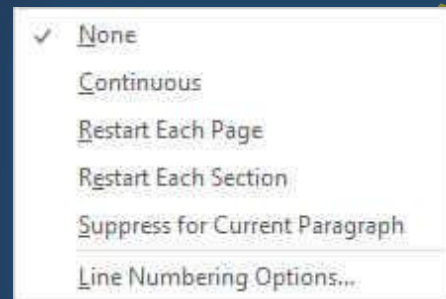 None
Continuous
Restart Each Page
Restart Each Section
Suppress for Current Paragraph
Line Numbering Options...